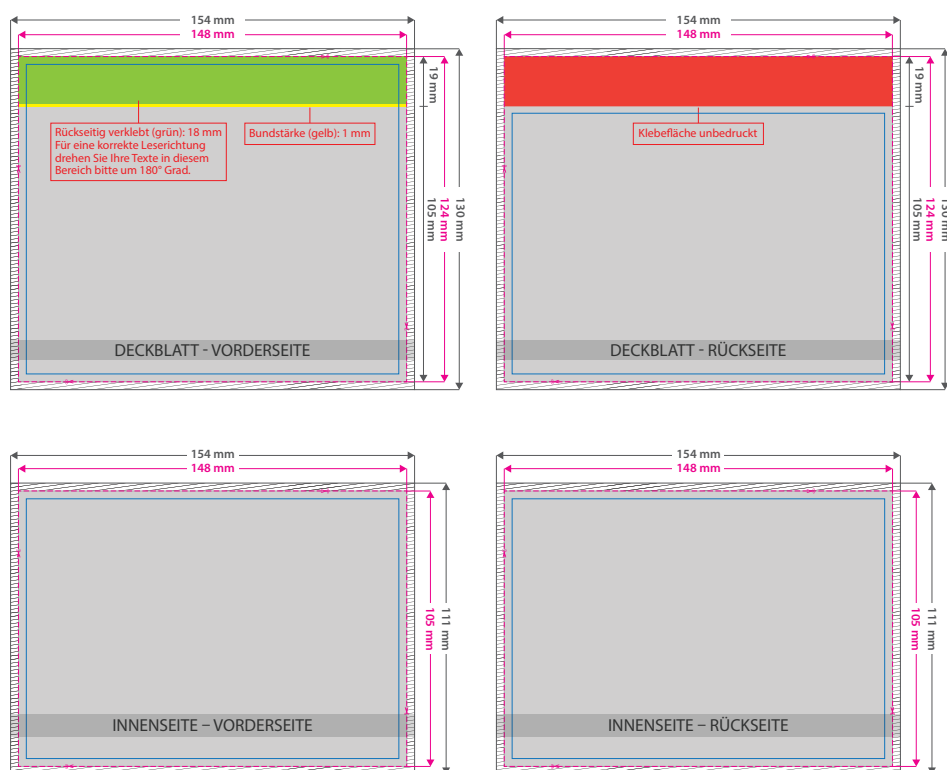 154 mm
148 mm
19 mm
105 mm
124 mm
130 mm
Rückseitig verklebt (grün): 18 mm
Für eine korrekte Leserichtung
drehen Sie Ihre Texte in diesem
Bereich bitte um 180° Grad.
Bundstärke (gelb): 1 mm
DECKBLATT - VORDERSEITE
154 mm
148 mm
19 mm
105 mm
124 mm
130 mm
Klebefläche unbedruckt
DECKBLATT - RÜCKSEITE
154 mm
148 mm
105 mm
111 mm
INNENSEITE – VORDERSEITE
154 mm
148 mm
105 mm
111 mm
INNENSEITE – RÜCKSEITE